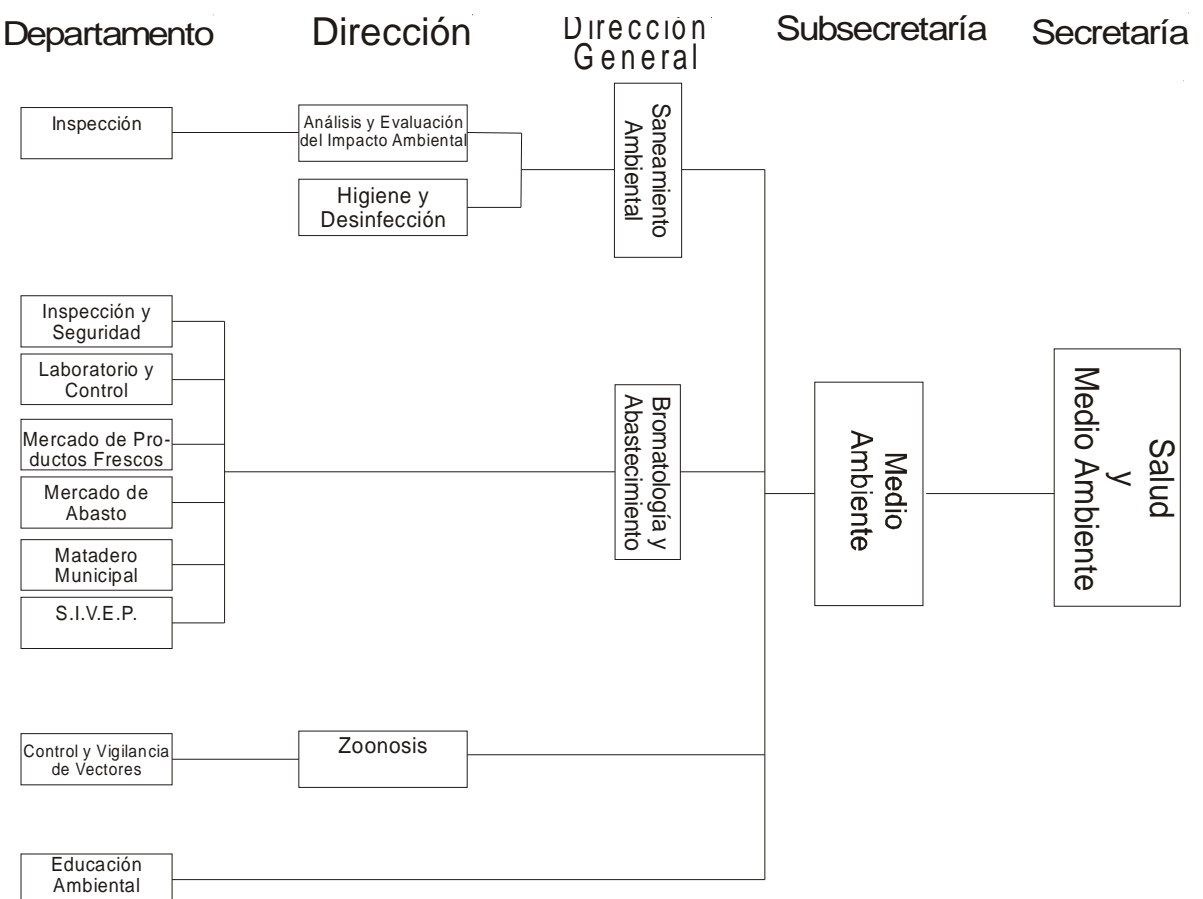 Departamento
Dirección
Dirección
General
Subsecretaría
Secretaría
Inspección
Análisis y Evaluación
del Impacto Ambiental
Saneamiento
Ambiental
Higiene y
Desinfección
Inspección y
Seguridad
Laboratorio y
Control
Mercado de Pro-
ductos Frescos
Mercado de
Abasto
Matadero
Municipal
S.I.V.E.P.
Bromatología y
Abastecimiento
Medio
Ambiente
Salud
y
Medio Ambiente
Control y Vigilancia
de Vectores
Zoonosis
Educación
Ambiental